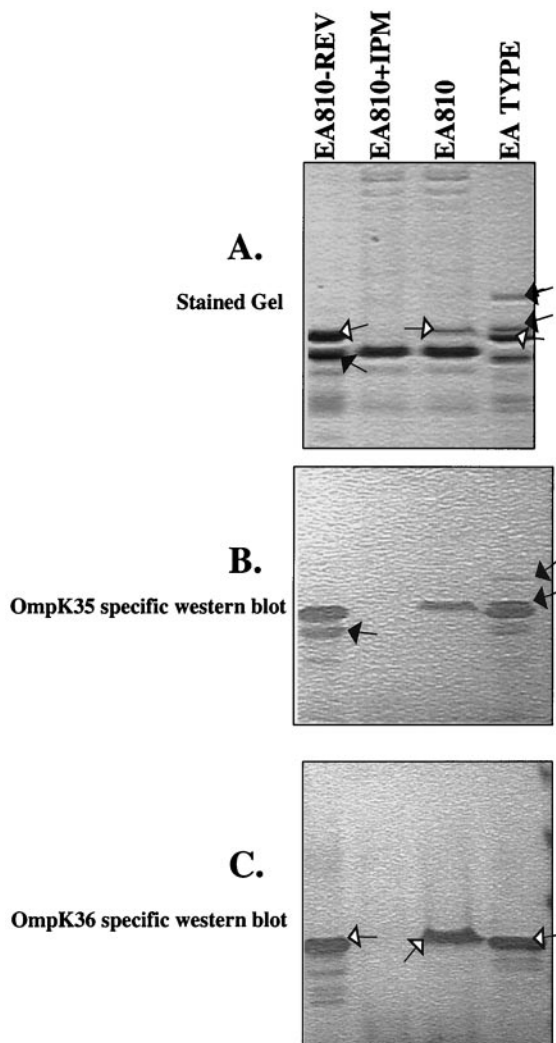 EA810-REV
EA810+IPM
EA810
EA TYPE
A.
Stained Gel
B.
OmpK35 specific western blot
C.
OmpK36 specific western blot